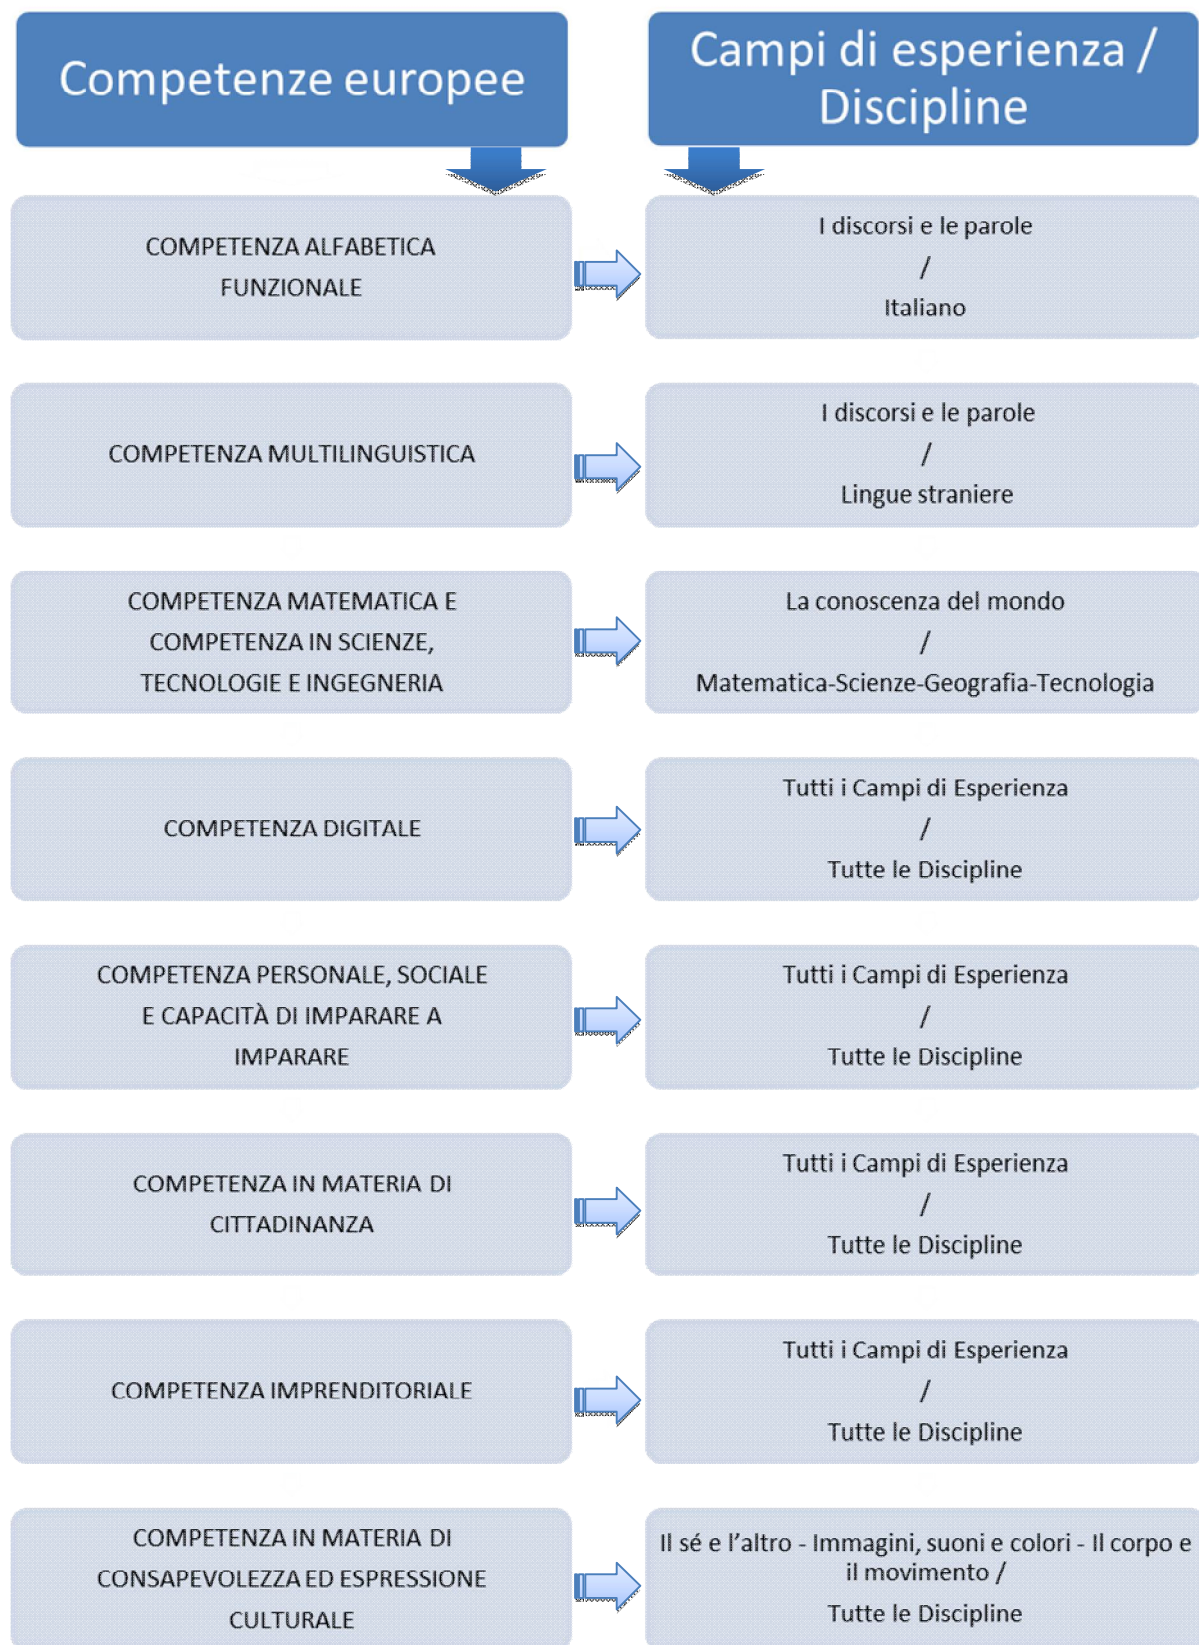 Competenze europee
Campi di esperienza /
Discipline
COMPETENZA ALFABETICA
FUNZIONALE
I discorsi e le parole
/
Italiano
COMPETENZA MULTILINGUISTICA
I discorsi e le parole
/
Lingue straniere
COMPETENZA MATEMATICA E
COMPETENZA IN SCIENZE,
TECNOLOGIE E INGEGNERIA
La conoscenza del mondo
/
Matematica-Scienze-Geografia-Tecnologia
COMPETENZA DIGITALE
Tutti i Campi di Esperienza
/
Tutte le Discipline
COMPETENZA PERSONALE, SOCIALE
E CAPACITÀ DI IMPARARE A
IMPARARE
Tutti i Campi di Esperienza
/
Tutte le Discipline
COMPETENZA IN MATERIA DI
CITTADINANZA
Tutti i Campi di Esperienza
/
Tutte le Discipline
COMPETENZA IMPRENDITORIALE
Tutti i Campi di Esperienza
/
Tutte le Discipline
COMPETENZA IN MATERIA DI
CONSAPEVOLEZZA ED ESPRESSIONE
CULTURALE
Il sé e l'altro - Immagini, suoni e colori - Il corpo e
il movimento /
Tutte le Discipline